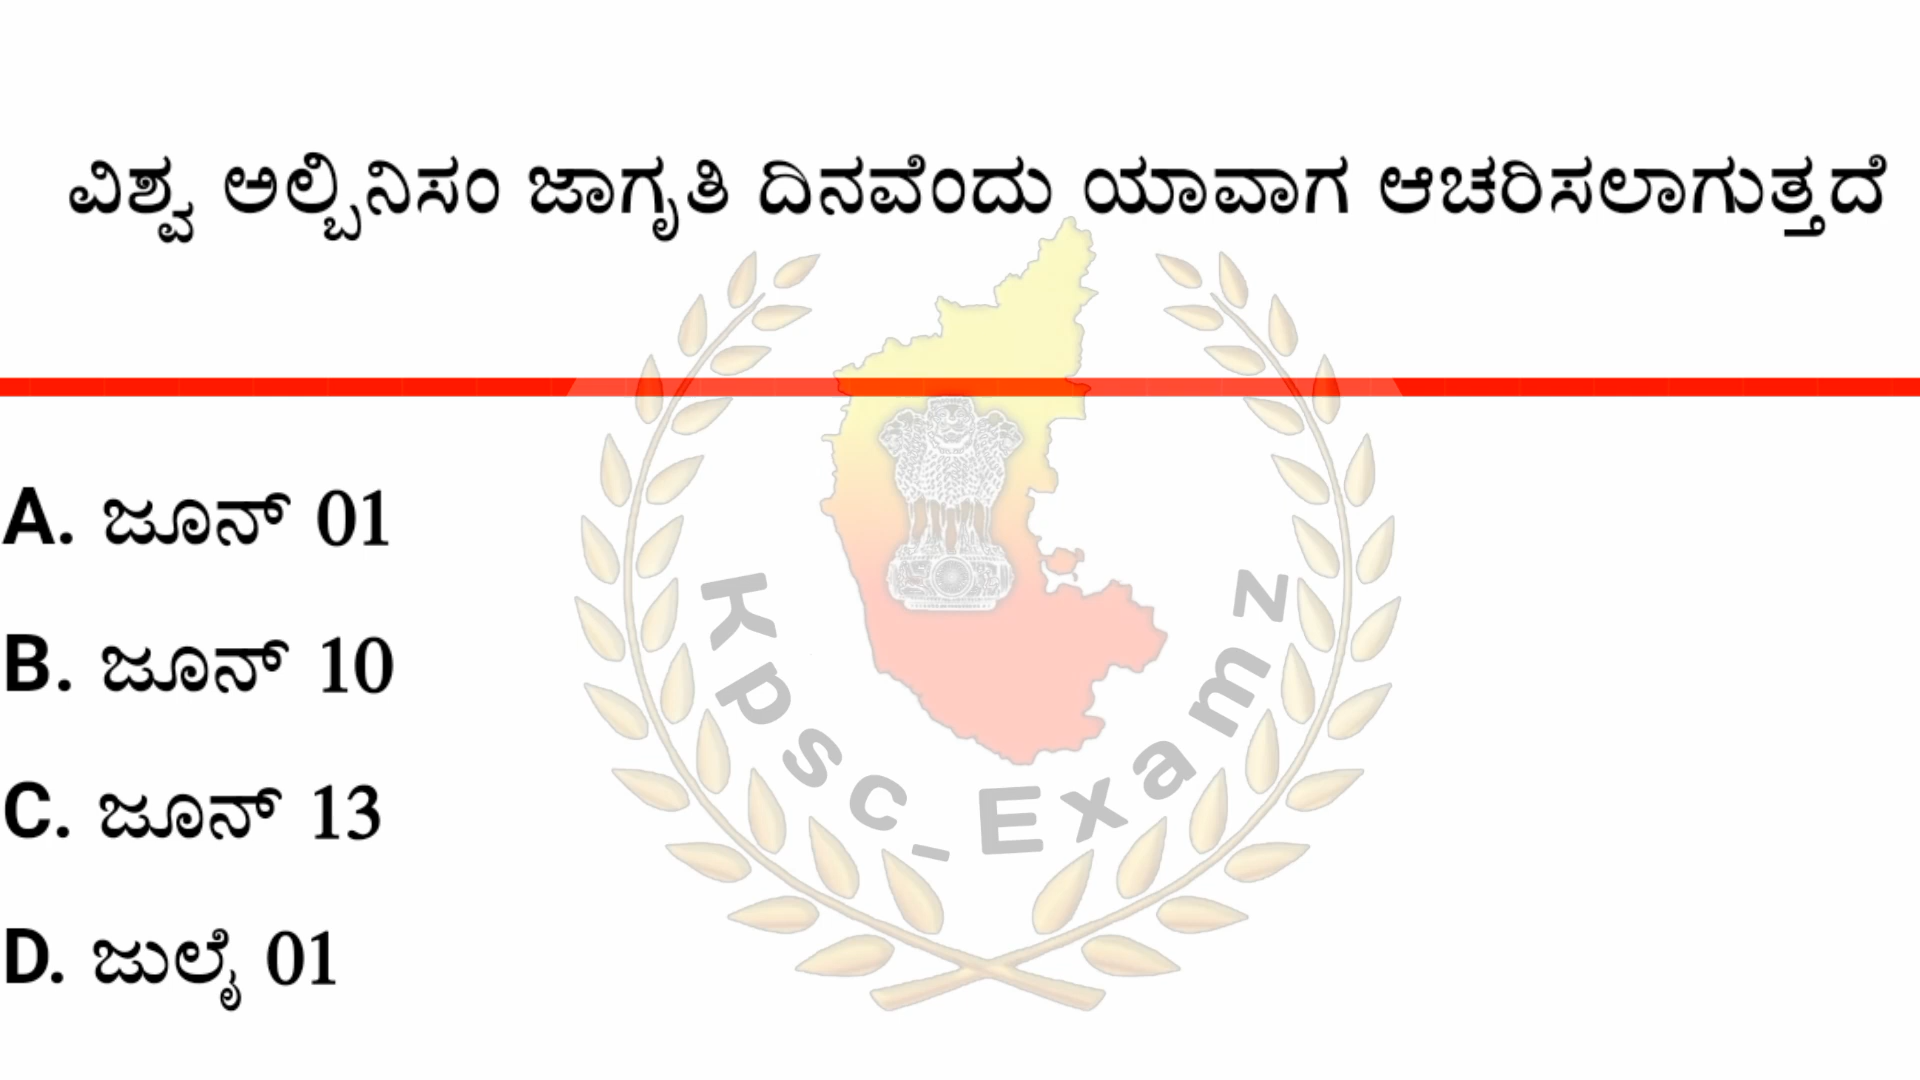 ವಿಶ್ವ ಅಲ್ಬಿನಿಸಂ ಜಾಗೃತಿ ದಿನವೆಂದು ಯಾವಾಗ ಆಚರಿಸಲಾಗುತ್ತದೆ
A. ಜೂನ್ 01
B. ಜೂನ್ 10
C. ಜೂನ್ 13
D. ಜುಲೈ 01
Kpsc_Examz